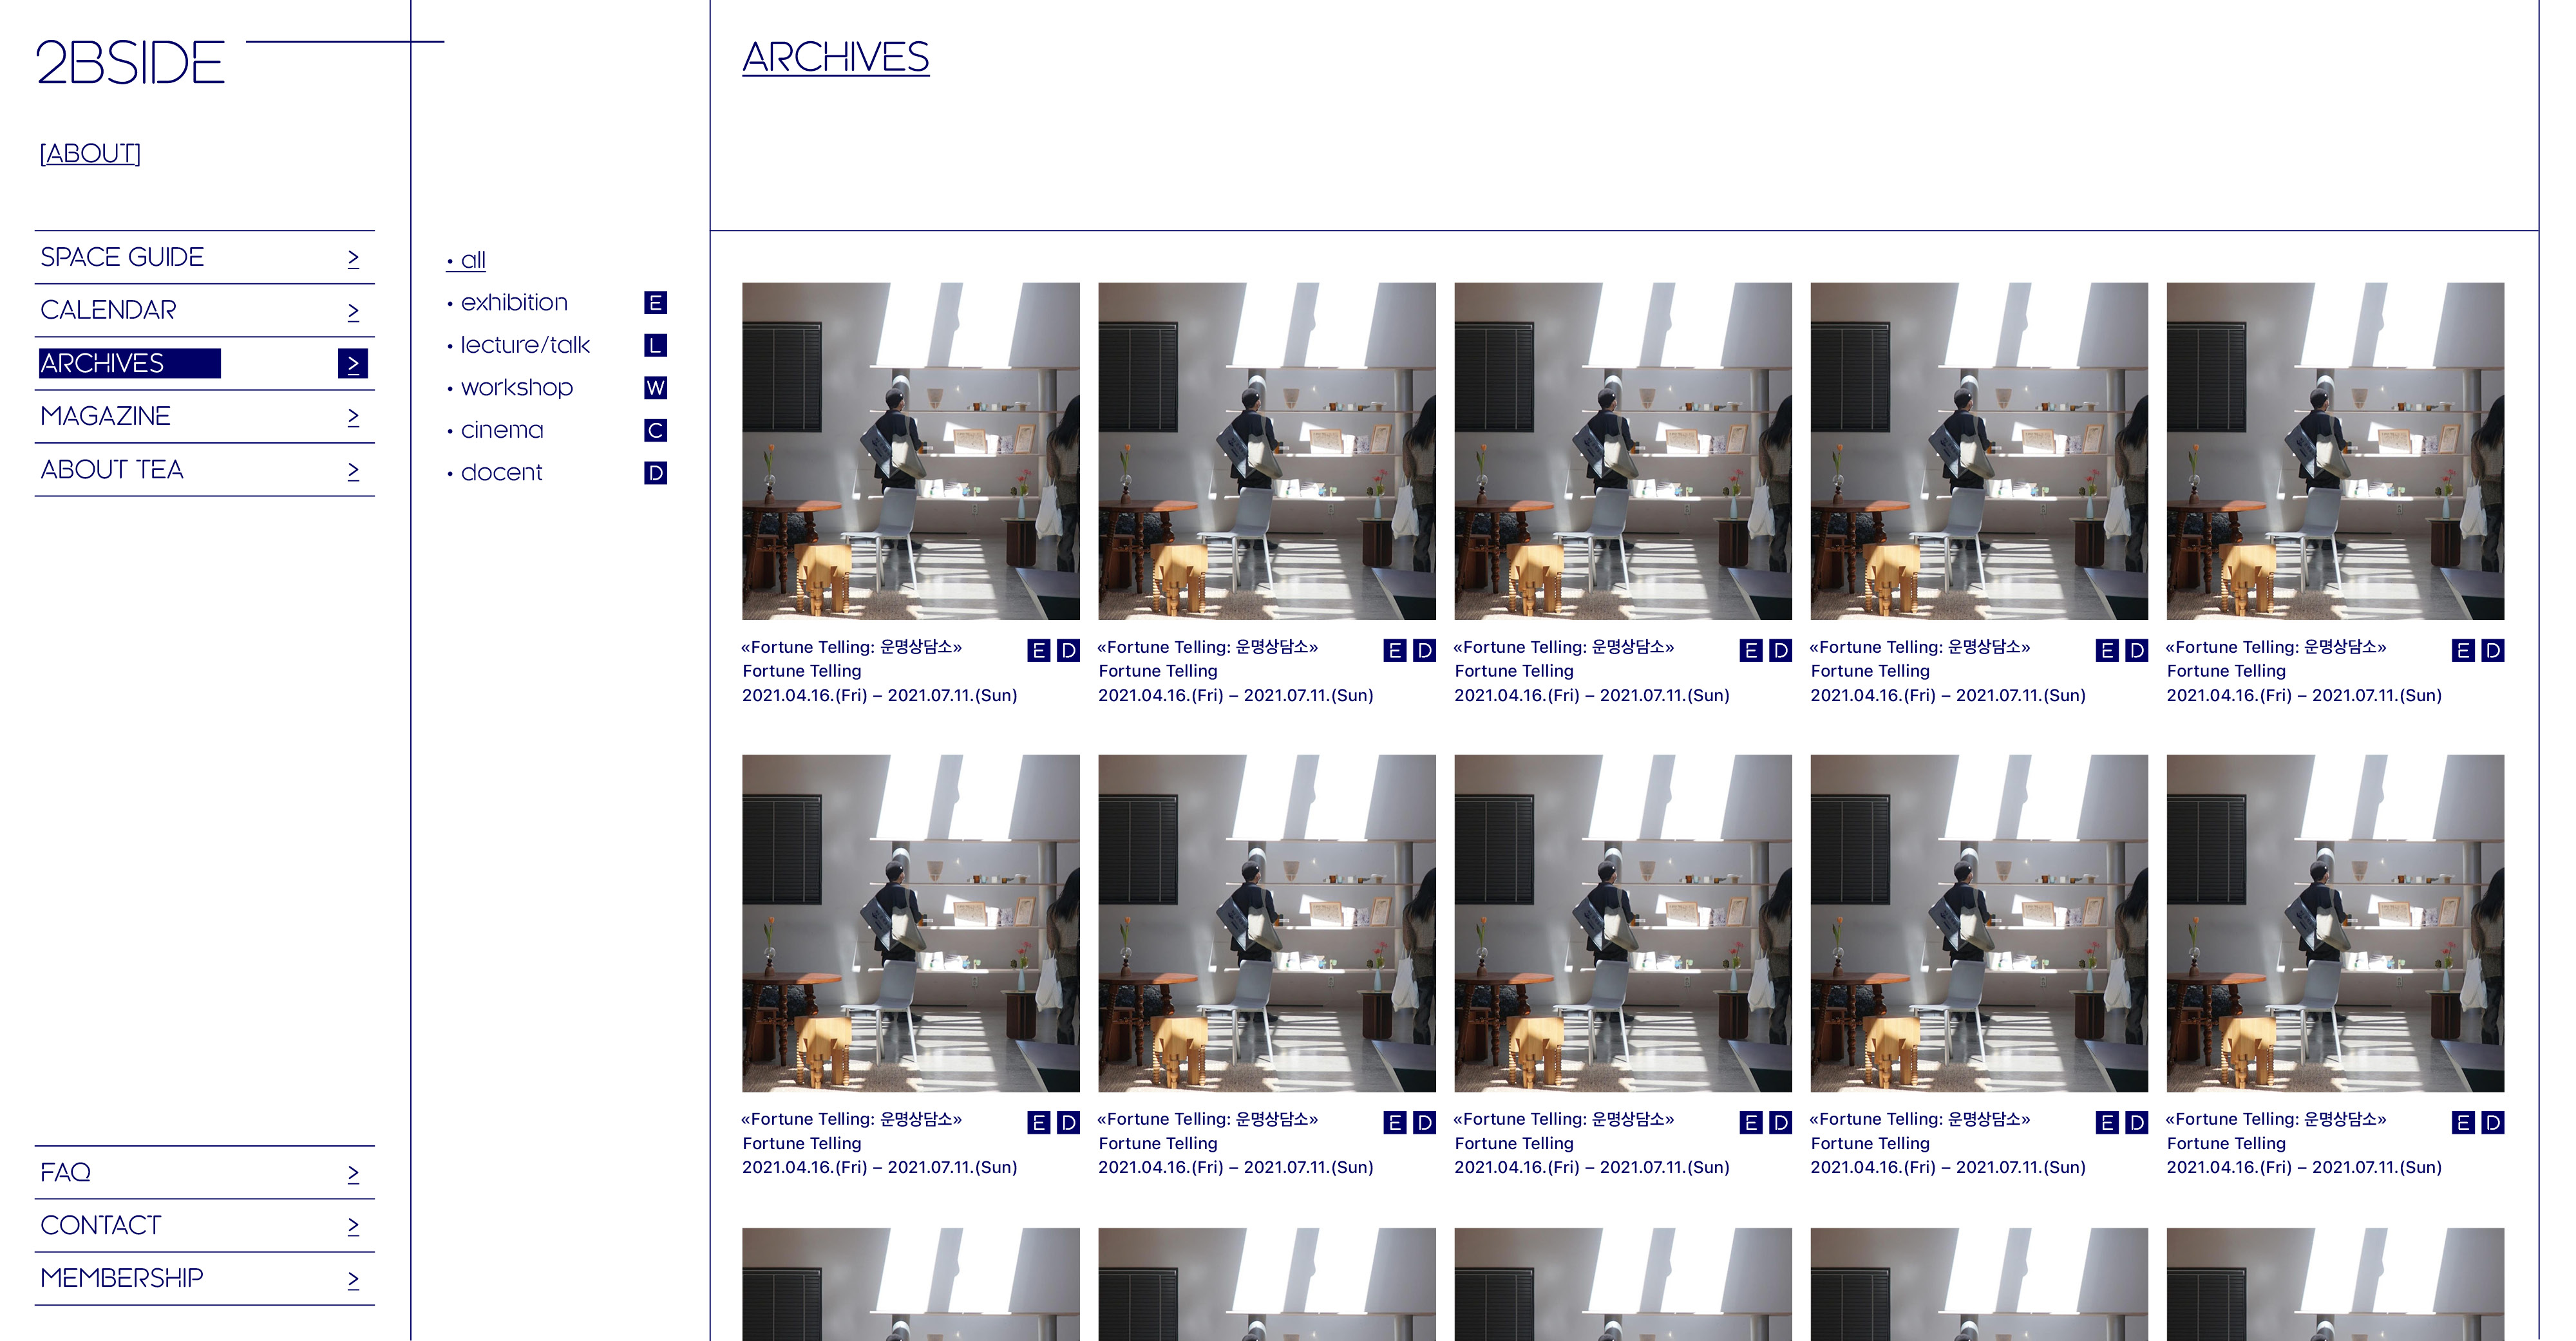 2BSIDE
[ABOUT]
SPACE GUIDE >
CALENDAR >
ARCHIVES >
MAGAZINE >
ABOUT TEA >
FAQ >
CONTACT >
MEMBERSHIP >
• all
• exhibition E
• lecture/talk L
• workshop W
• cinema C
• docent D
ARCHIVES
«Fortune Telling: 운명상담소» E D
Fortune Telling
2021.04.16.(Fri) – 2021.07.11.(Sun)
«Fortune Telling: 운명상담소» E D
Fortune Telling
2021.04.16.(Fri) – 2021.07.11.(Sun)
«Fortune Telling: 운명상담소» E D
Fortune Telling
2021.04.16.(Fri) – 2021.07.11.(Sun)
«Fortune Telling: 운명상담소» E D
Fortune Telling
2021.04.16.(Fri) – 2021.07.11.(Sun)
«Fortune Telling: 운명상담소» E D
Fortune Telling
2021.04.16.(Fri) – 2021.07.11.(Sun)
«Fortune Telling: 운명상담소» E D
Fortune Telling
2021.04.16.(Fri) – 2021.07.11.(Sun)
«Fortune Telling: 운명상담소» E D
Fortune Telling
2021.04.16.(Fri) – 2021.07.11.(Sun)
«Fortune Telling: 운명상담소» E D
Fortune Telling
2021.04.16.(Fri) – 2021.07.11.(Sun)
«Fortune Telling: 운명상담소» E D
Fortune Telling
2021.04.16.(Fri) – 2021.07.11.(Sun)
«Fortune Telling: 운명상담소» E D
Fortune Telling
2021.04.16.(Fri) – 2021.07.11.(Sun)